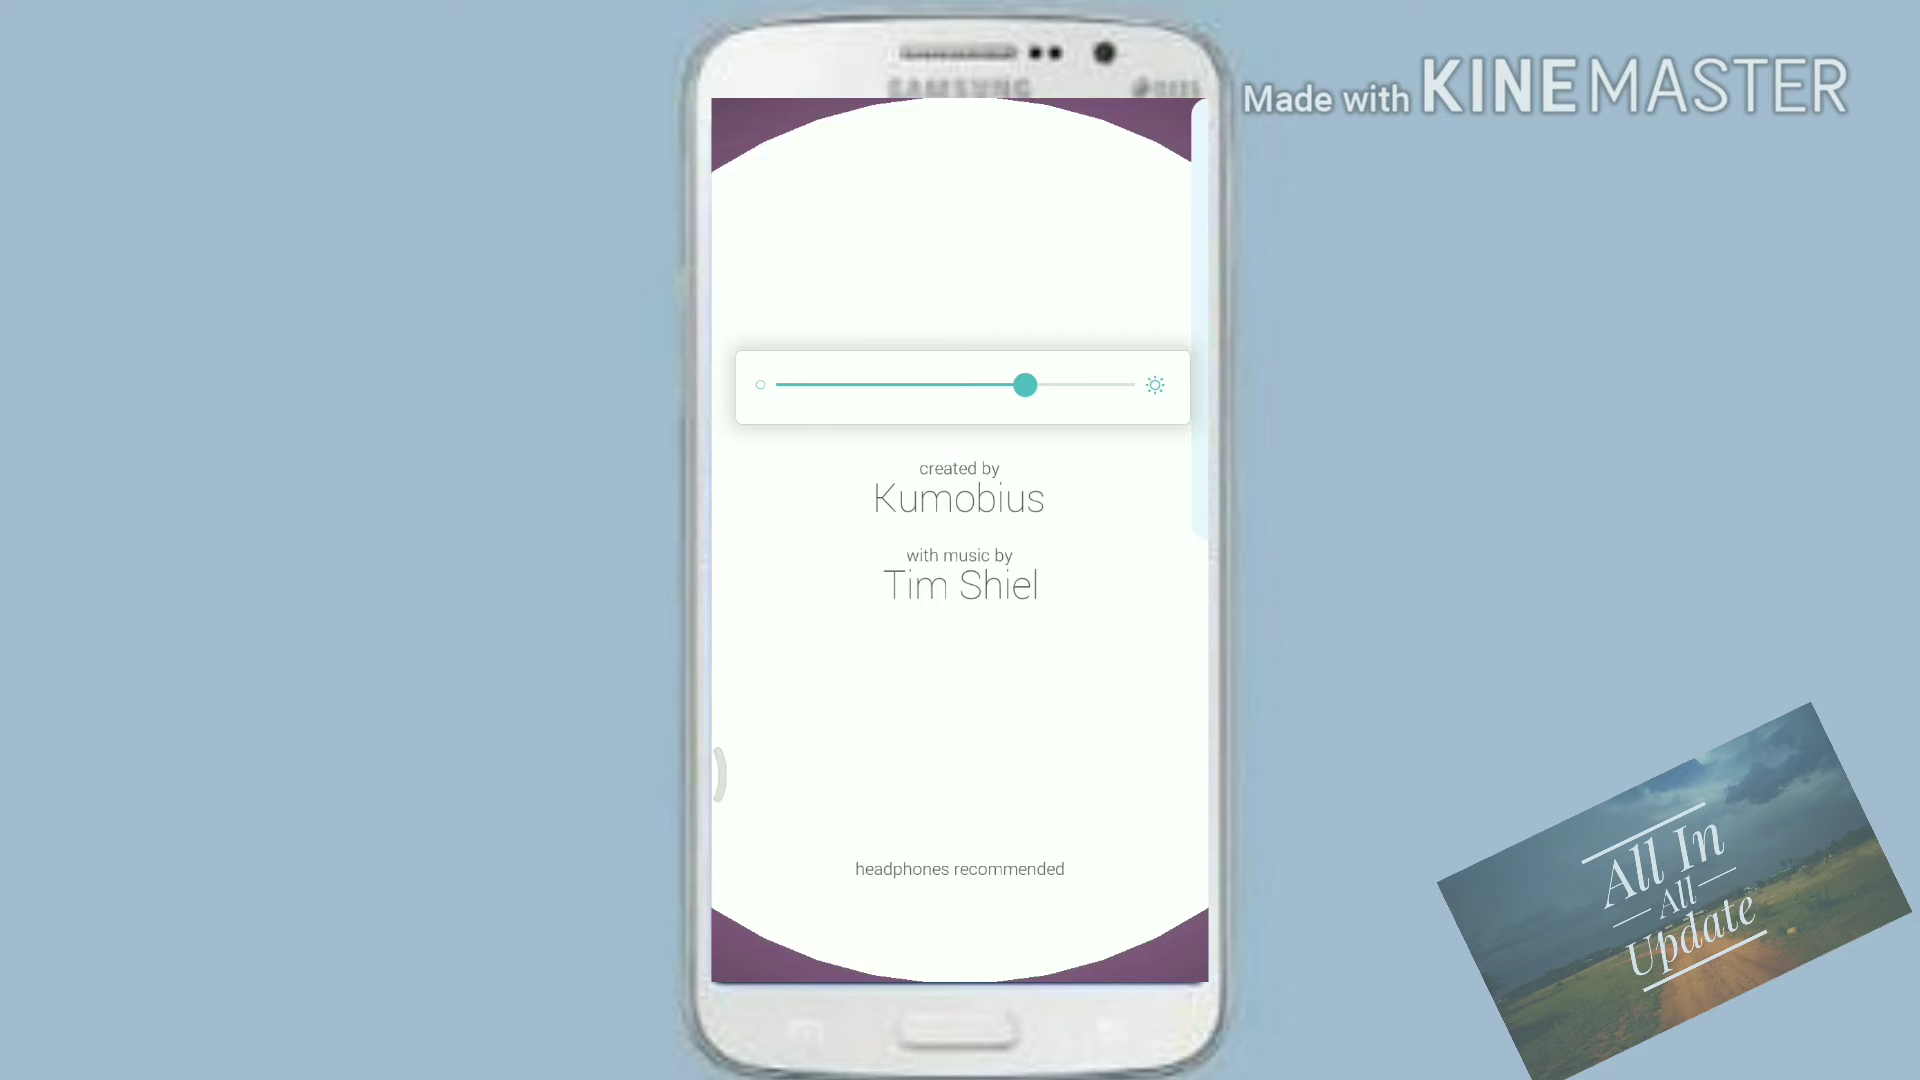 SAMSUNG
Made with KINEMASTER
created by
Kumobius
with music by
Tim Shiel
headphones recommended
All In
All
Update